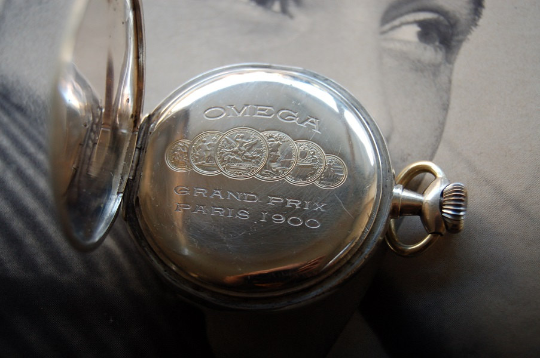 OMEGA
GRAND PRIX
PARIS 1900